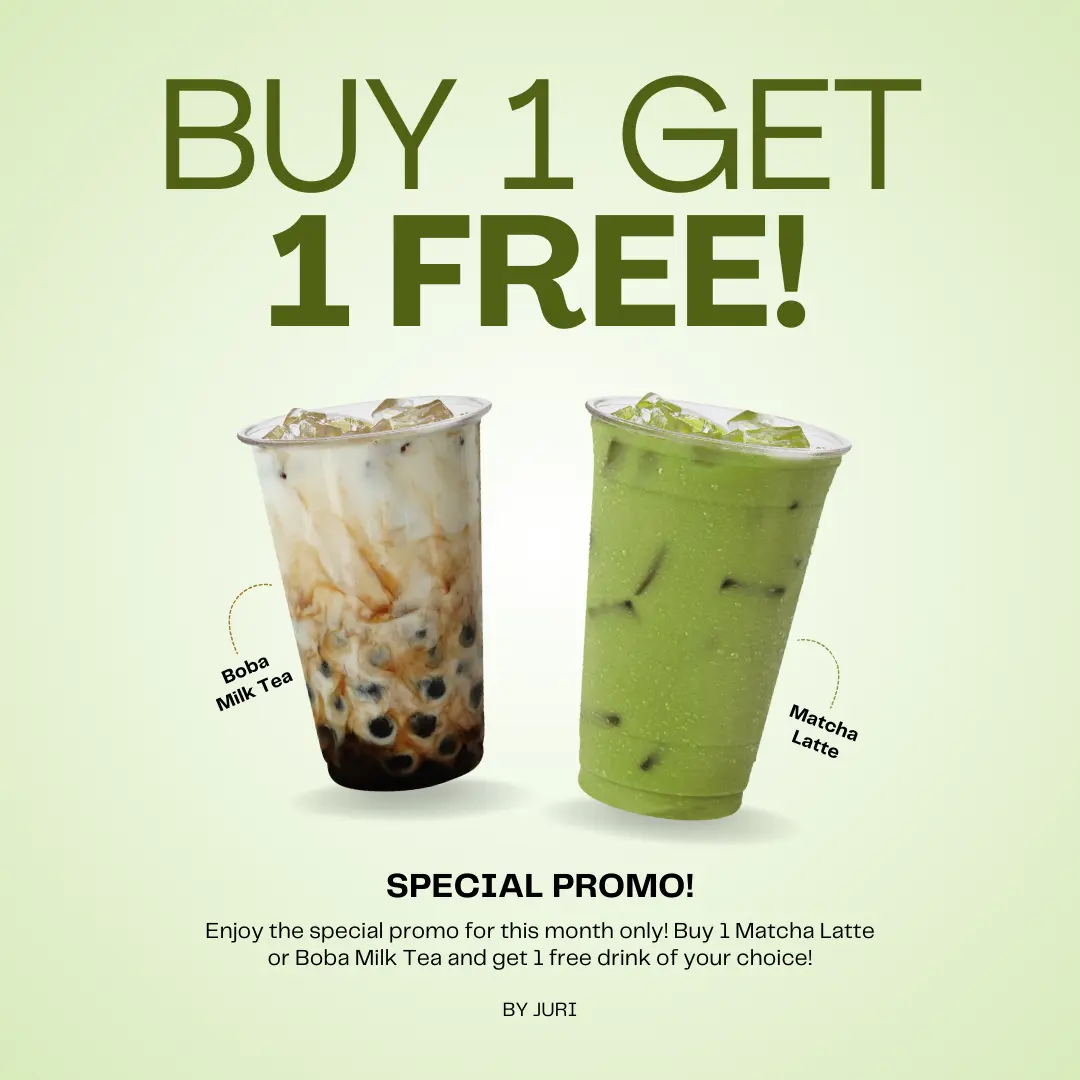 BUY 1 GET
1 FREE!
Boba
Milk Tea
Matcha
Latte
SPECIAL PROMO!
Enjoy the special promo for this month only! Buy 1 Matcha Latte
or Boba Milk Tea and get 1 free drink of your choice!
BY JURI